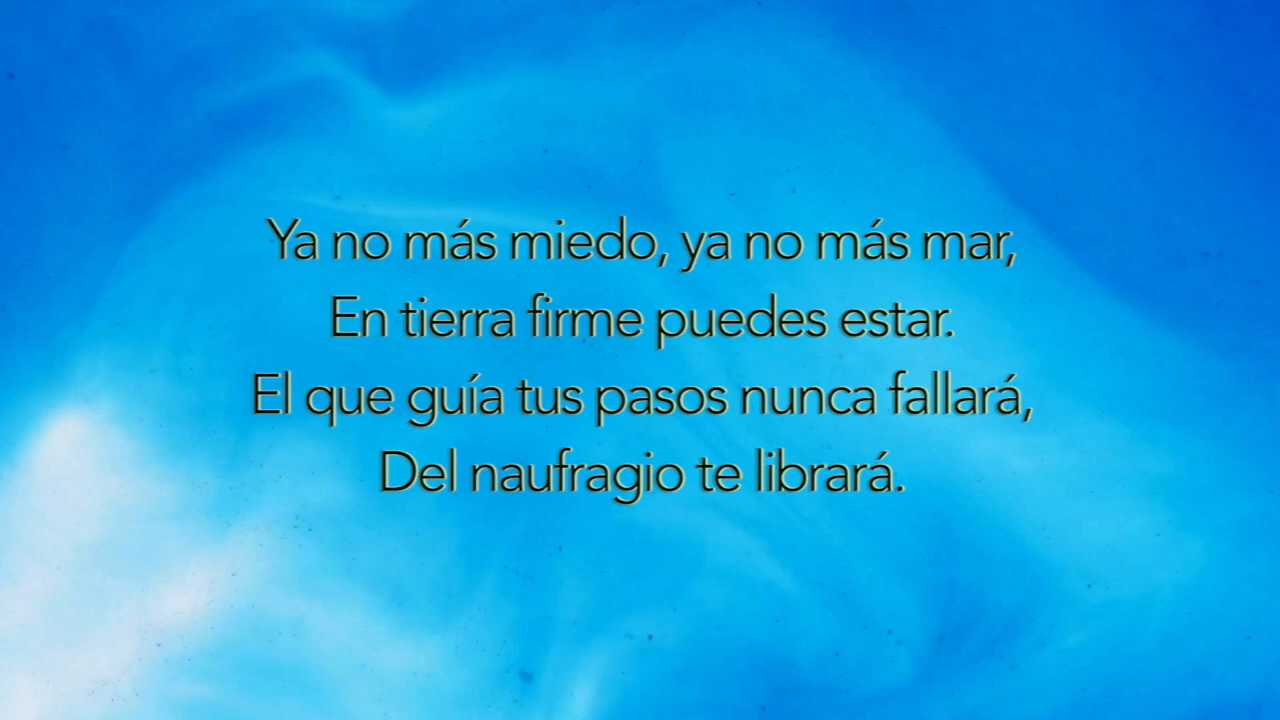 Ya no más miedo, ya no más mar,
En tierra firme puedes estar.
El que guía tus pasos nunca fallará,
Del naufragio te librará.